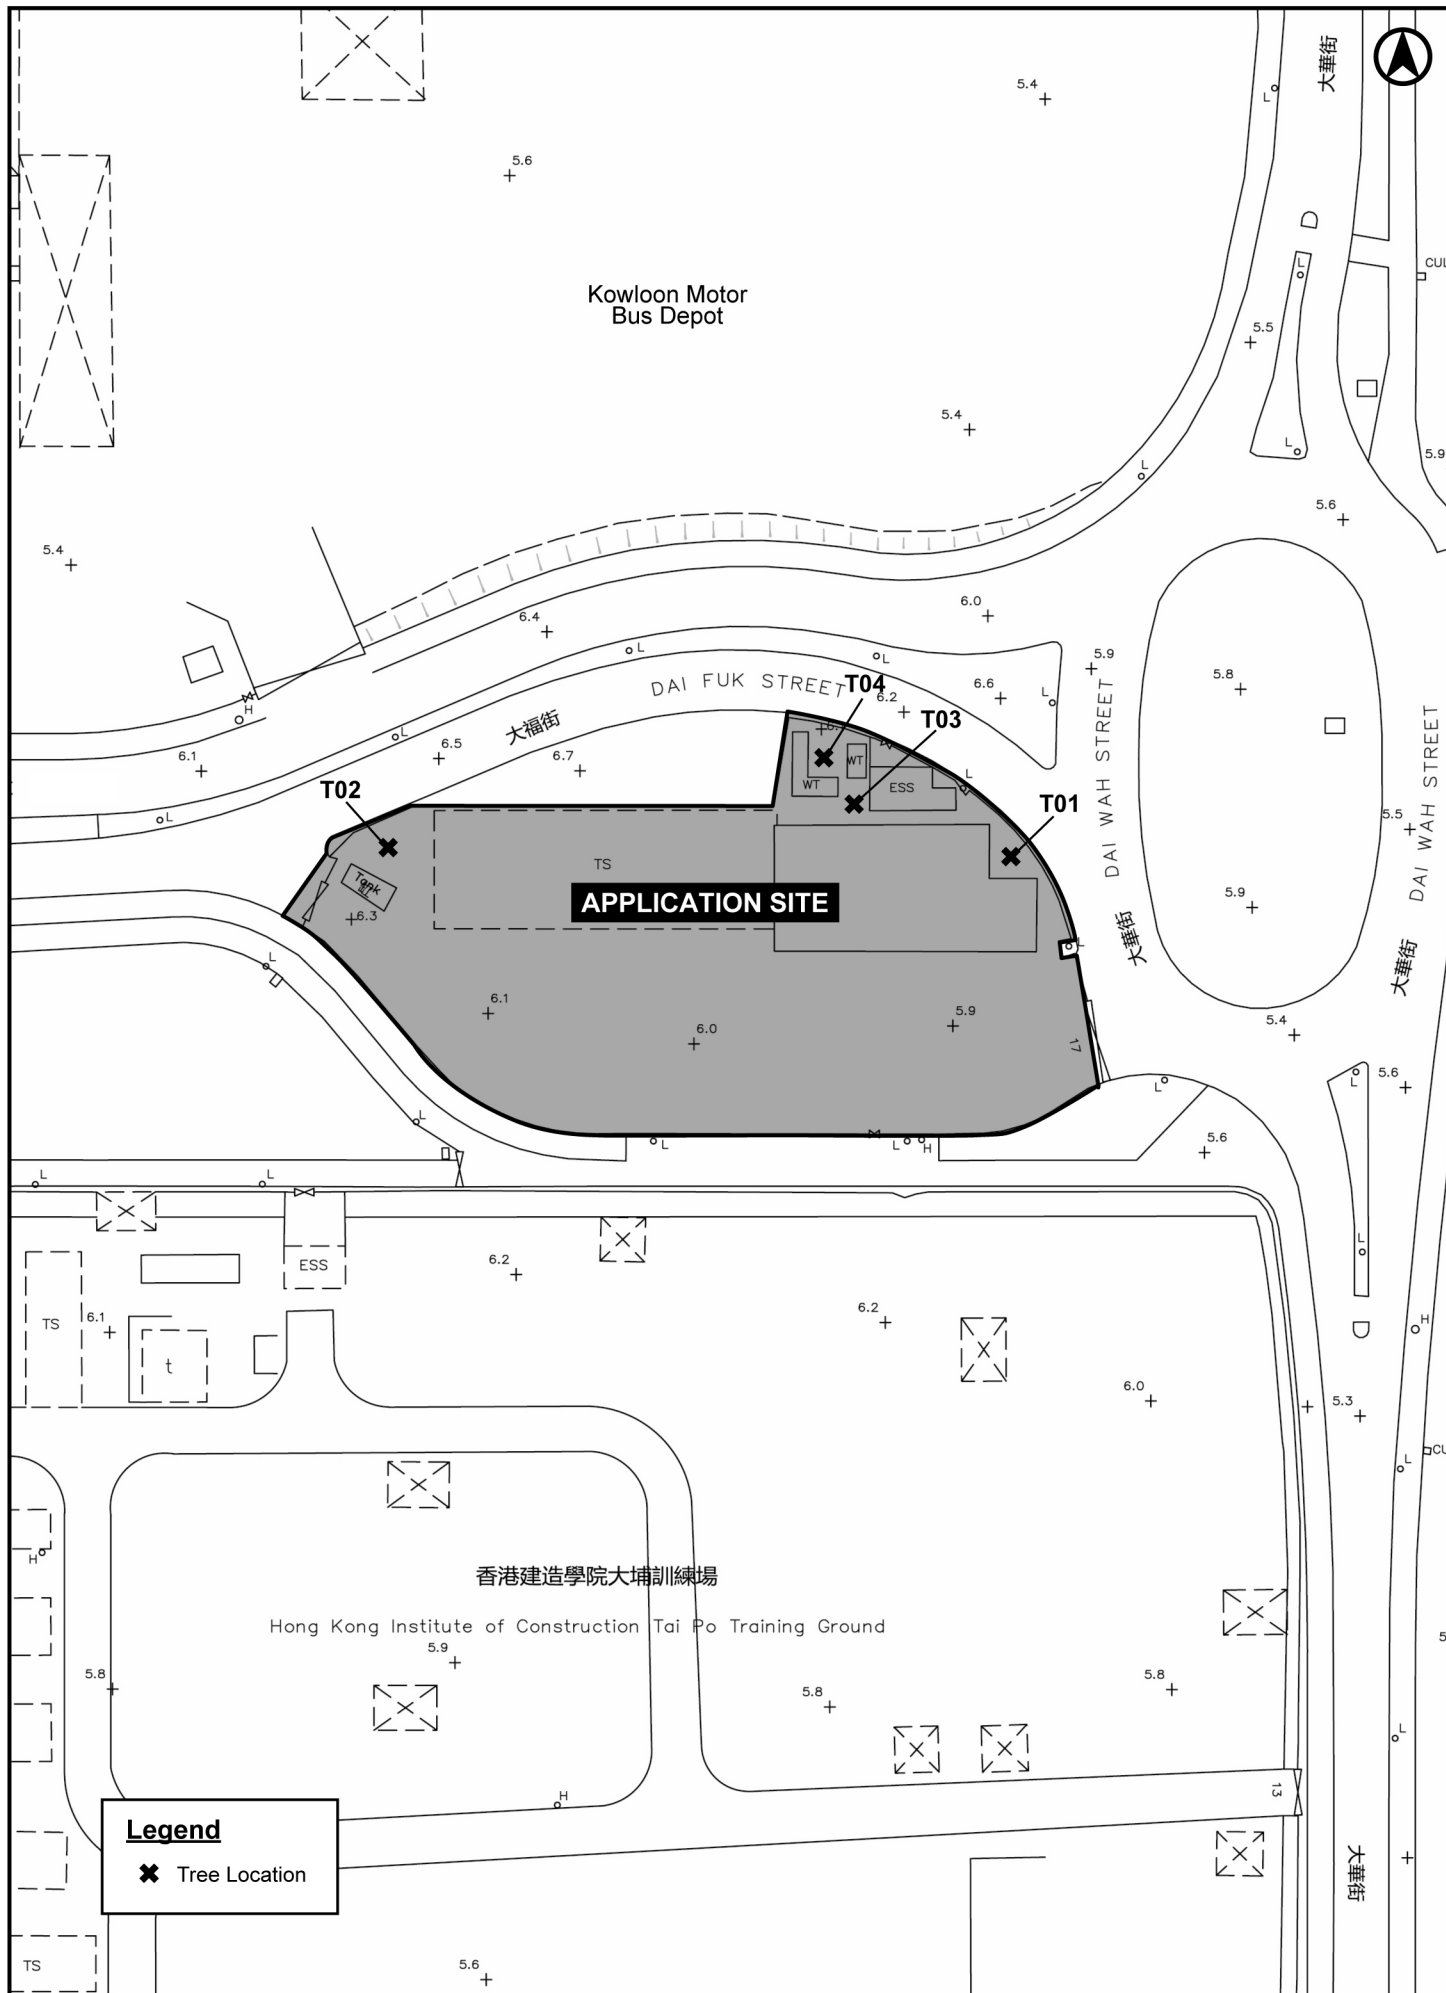 大華街
L
5.4
5.6
D
L
CUL
Kowloon Motor
Bus Depot
5.5
5.4
L
5.9
L
5.6
5.4
6.0
6.4
L
L
5.9
5.8
DAI FUK STREET
T04
6.2
6.6
L
H
大福街
T03
L
6.5
6.7
6.1
WT
WT
ESS
L
T02
T01
DAI WAH STREET
DAI WAH STREET
5.5
L
TS
Tank
APPLICATION SITE
6.3
5.9
大華街
大華街
L
L
6.1
6.0
5.9
5.4
17
L
L
5.6
L
L
L
H
5.6
L
L
ESS
6.2
L
TS
6.1
6.2
H
D
t
6.0
5.3
CU
L
H
香港建造學院大埔訓練場
Hong Kong Institute of Construction Tai Po Training Ground
5.9
5.8
5.8
5.8
5
L
H
13
Legend
Tree Location
大華街
TS
5.6